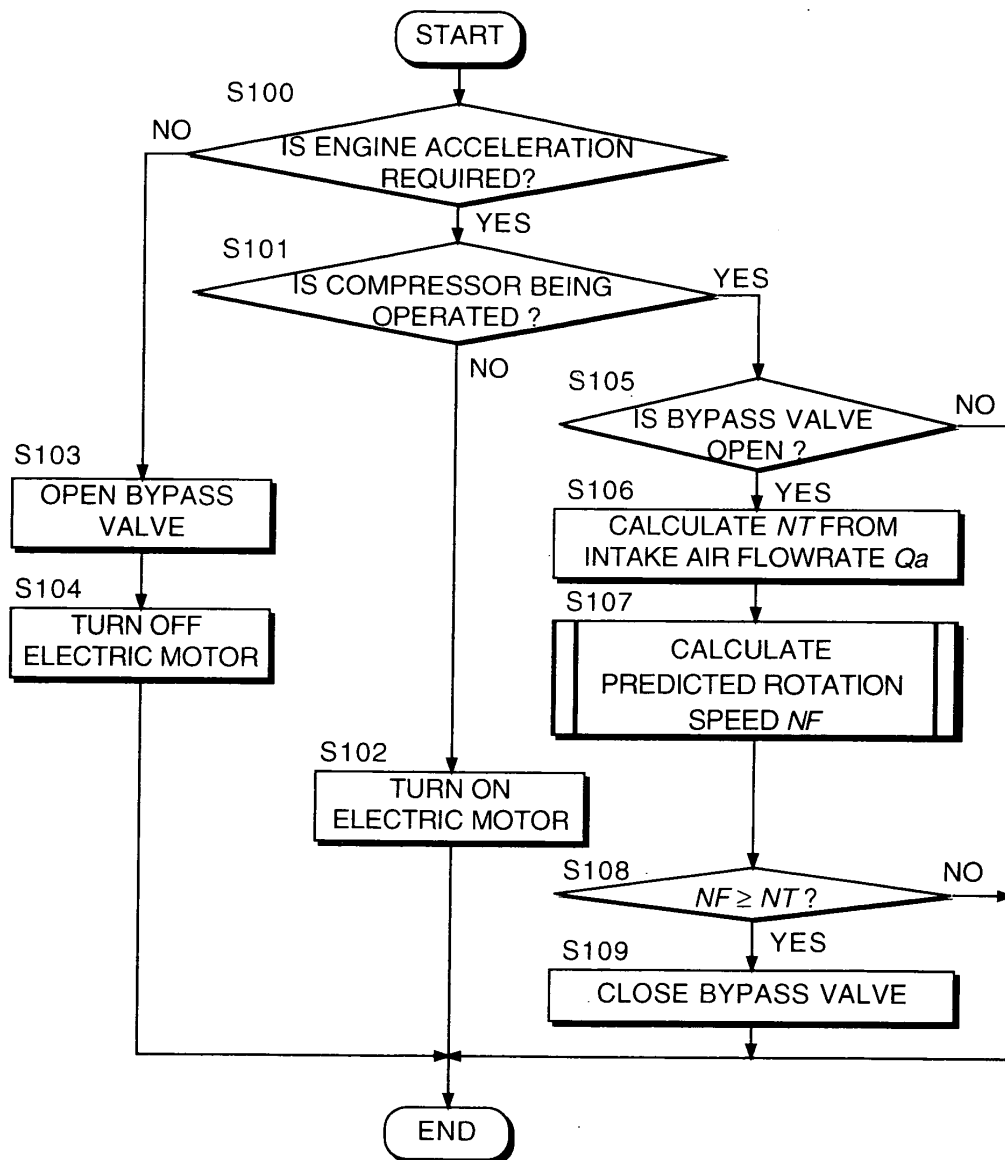 START
S100
NO
IS ENGINE ACCELERATION
REQUIRED?
YES
S101
IS COMPRESSOR BEING
OPERATED ?
YES
NO
S105
IS BYPASS VALVE
OPEN ?
NO
YES
S103
OPEN BYPASS
VALVE
S106
CALCULATE NT FROM
INTAKE AIR FLOWRATE Qa
S104
TURN OFF
ELECTRIC MOTOR
S107
CALCULATE
PREDICTED ROTATION
SPEED NF
S102
TURN ON
ELECTRIC MOTOR
S108
NF ≥ NT ?
NO
YES
S109
CLOSE BYPASS VALVE
END